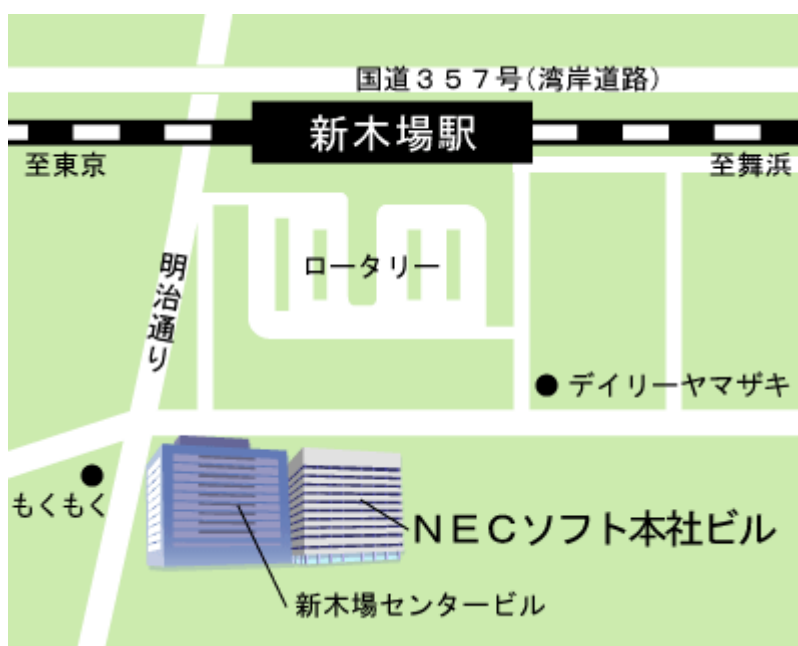 国道３５７号（湾岸道路）
新木場駅
至東京
至舞浜
明治通り
ロータリー
デイリーヤマザキ
もくもく
ＮＥＣソフト本社ビル
新木場センタービル